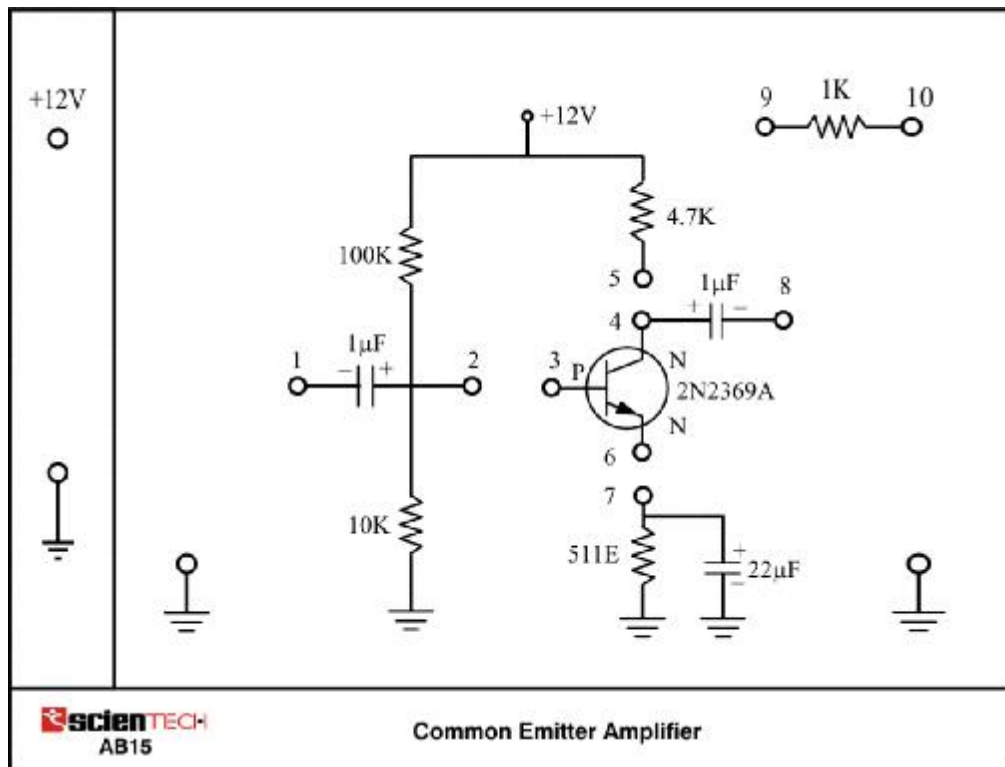 +12V
+12V
9 1K 10
100K
4.7K
5
1µF 8
+ −
4
1 1µF 2 3 P N
− +
2N2369A
N
6
7
10K
511E
+
22µF
−
scienTECH
AB15
Common Emitter Amplifier